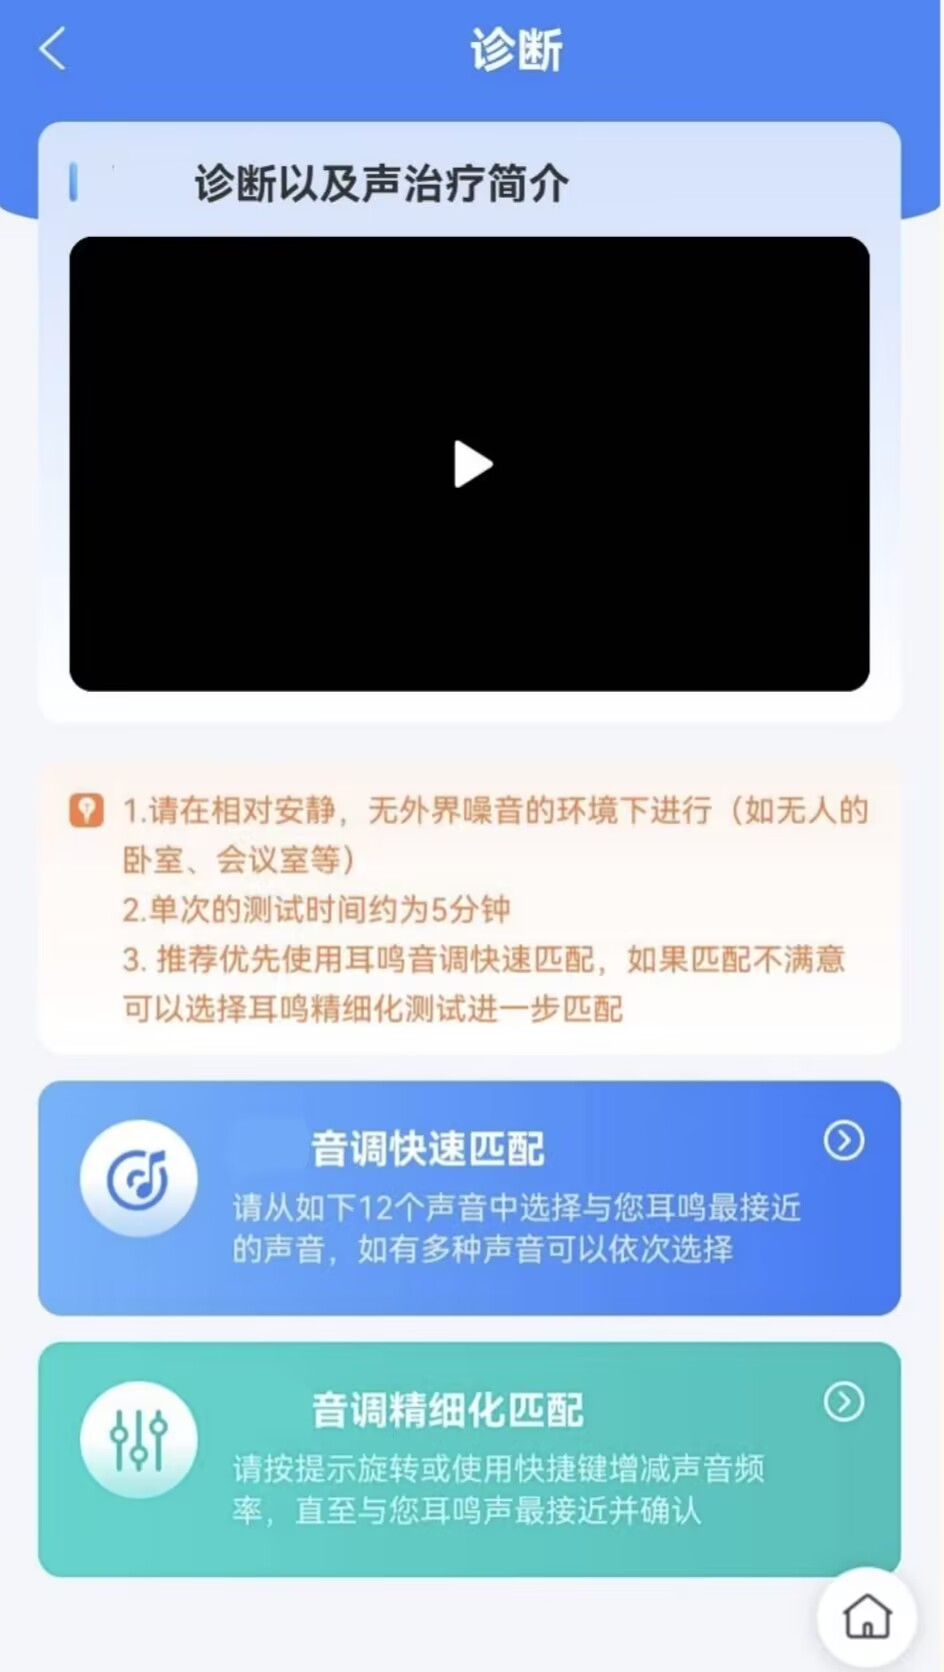 诊断
诊断以及声治疗简介
1.请在相对安静，无外界噪音的环境下进行（如无人的
卧室、会议室等）
2.单次的测试时间约为5分钟
3. 推荐优先使用耳鸣音调快速匹配，如果匹配不满意
可以选择耳鸣精细化测试进一步匹配
音调快速匹配
请从如下12个声音中选择与您耳鸣最接近
的声音，如有多种声音可以依次选择
音调精细化匹配
请按提示旋转或使用快捷键增减声音频
率，直至与您耳鸣声最接近并确认